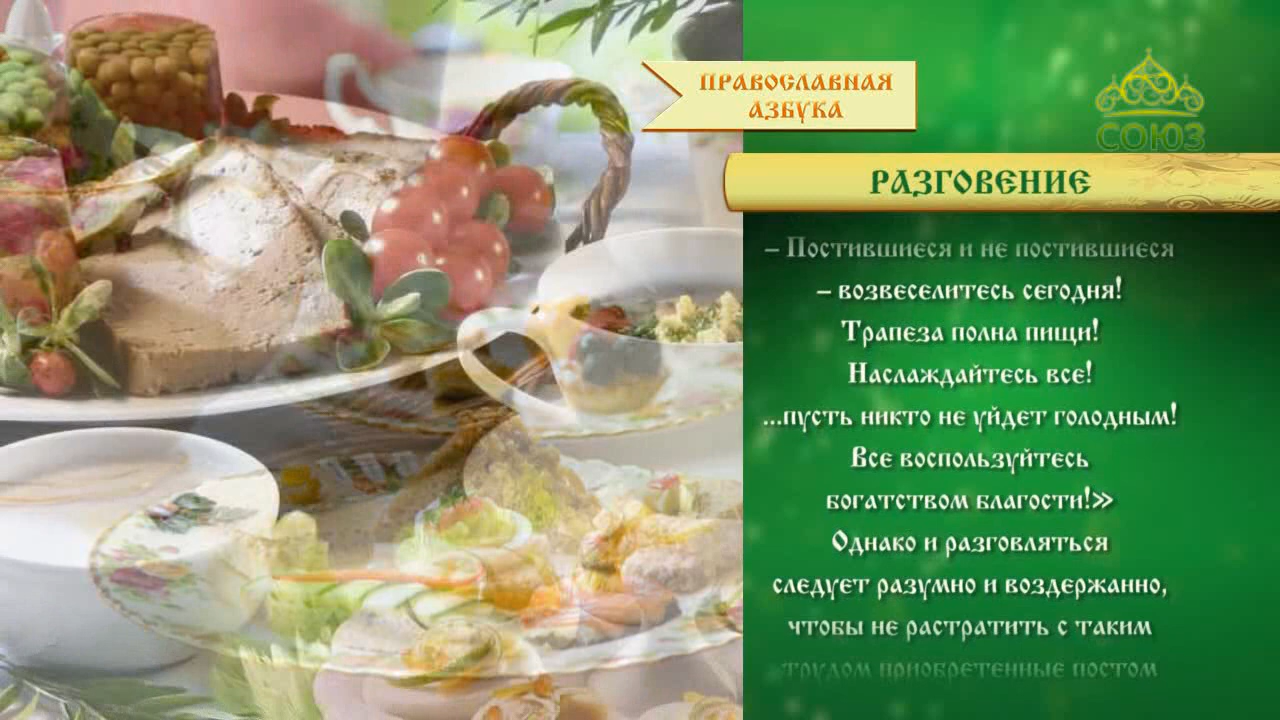 ПРАВОСЛАВНАЯ
АЗБУКА
СОЮЗ
РАЗГОВЕНИЕ
– Постившиеся и не постившиеся
– возвеселитесь сегодня!
Трапеза полна пищи!
Наслаждайтесь все!
...пусть никто не уйдет голодным!
Все воспользуйтесь
богатством благости!»
Однако и разговляться
следует разумно и воздержанно,
чтобы не растратить с таким
трудом приобретенные постом